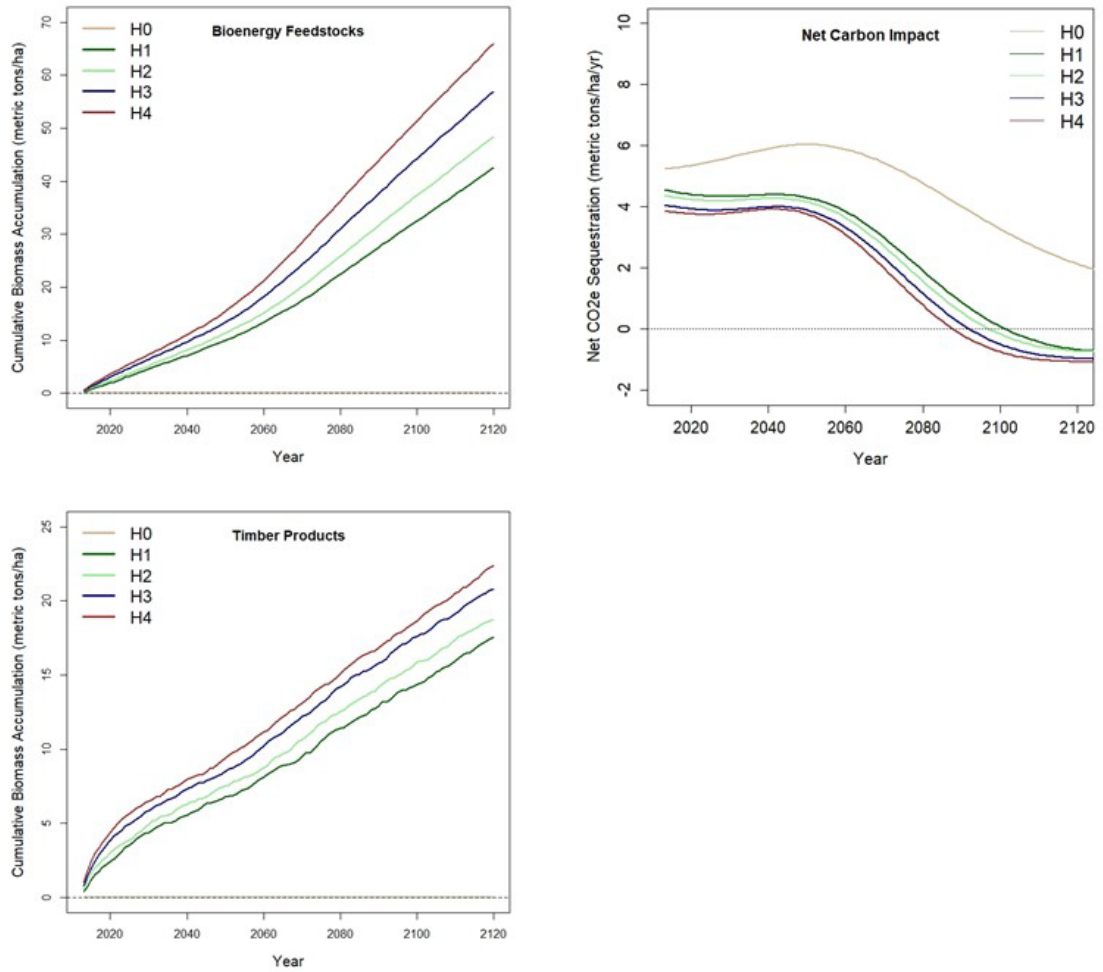 Bioenergy Feedstocks
H0
H1
H2
H3
H4
Cumulative Biomass Accumulation (metric tons/ha)
70
60
50
40
30
20
10
0
2020 2040 2060 2080 2100 2120
Year
Net Carbon Impact
H0
H1
H2
H3
H4
Net CO2e Sequestration (metric tons/ha/yr)
10
8
6
4
2
0
-2
2020 2040 2060 2080 2100 2120
Year
Timber Products
H0
H1
H2
H3
H4
Cumulative Biomass Accumulation (metric tons/ha)
25
20
15
10
5
0
2020 2040 2060 2080 2100 2120
Year